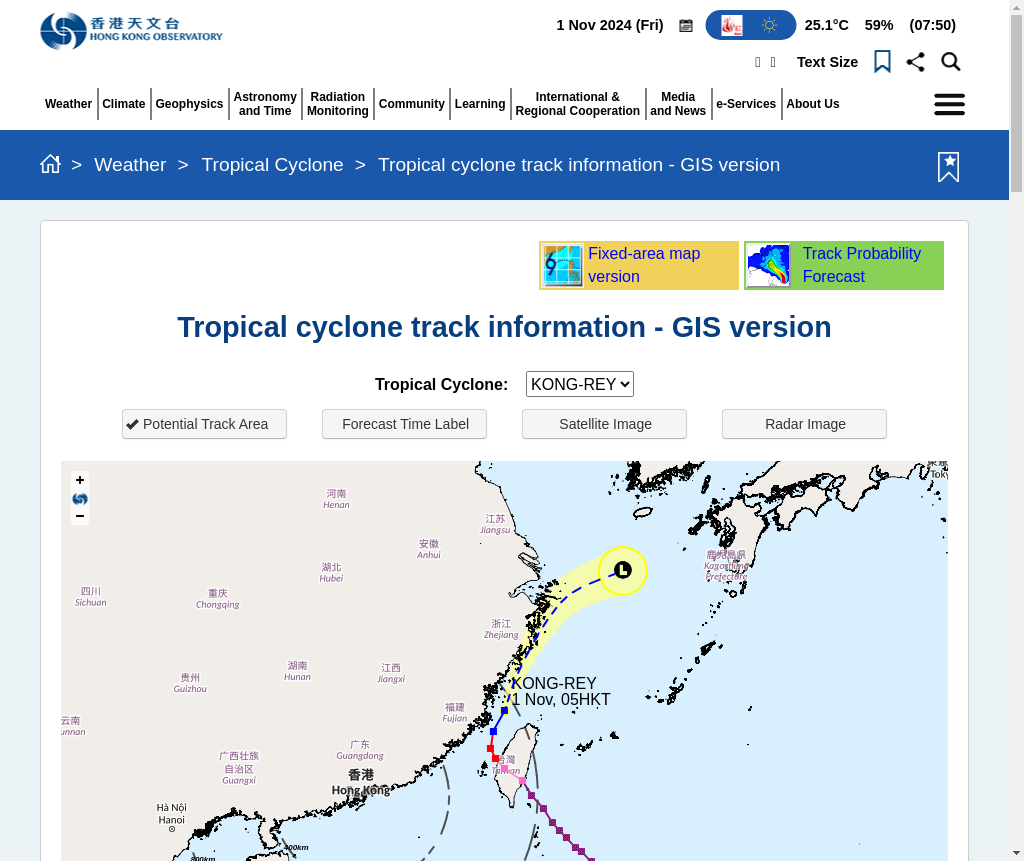 香港天文台
HONG KONG OBSERVATORY
1 Nov 2024 (Fri)
25.1°C 59% (07:50)
Text Size
Weather
Climate
Geophysics
Astronomy
and Time
Radiation
Monitoring
Community
Learning
International &
Regional Cooperation
Media
and News
e-Services
About Us
> Weather > Tropical Cyclone > Tropical cyclone track information - GIS version
Fixed-area map
version
Track Probability
Forecast
Tropical cyclone track information - GIS version
Tropical Cyclone: KONG-REY
Potential Track Area
Forecast Time Label
Satellite Image
Radar Image
+
−
河南
Henan
江苏
Jiangsu
安徽
Anhui
湖北
Hubei
四川
Sichuan
重庆
Chongqing
浙江
Zhejiang
鹿児島県
Kagoshima
Prefecture
L
湖南
Hunan
江西
Jiangxi
贵州
Guizhou
KONG-REY
1 Nov, 05HKT
福建
Fujian
云南
unnan
广东
Guangdong
广西壮族
自治区
Guangxi
台灣
Taiwan
香港
Hong Kong
Hà Nội
Hanoi
400km
800km